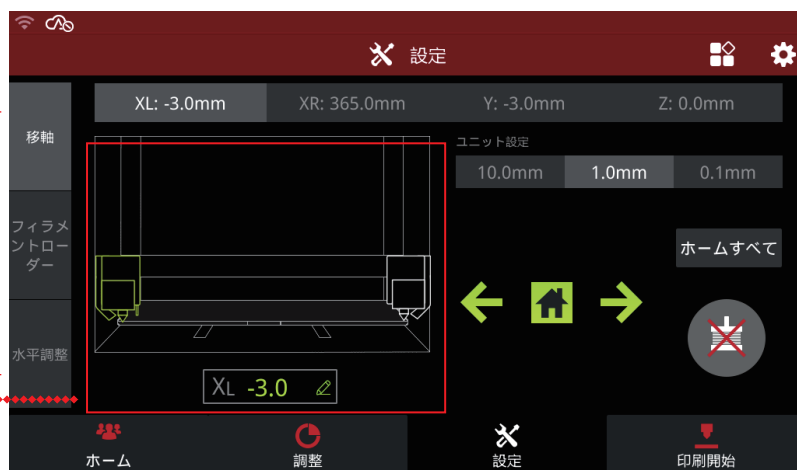 設定
XL: -3.0mm
XR: 365.0mm
Y: -3.0mm
Z: 0.0mm
移軸
ユニット設定
10.0mm
1.0mm
0.1mm
フィラメ
ントロー
ダー
ホームすべて
水平調整
XL -3.0
ホーム
調整
設定
印刷開始